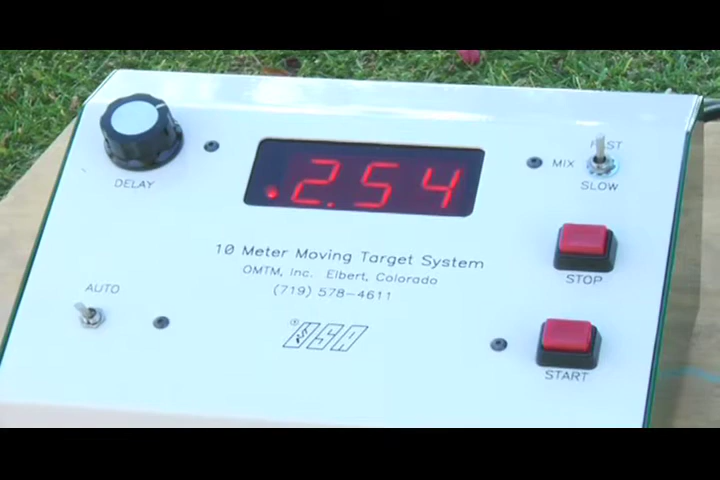 DELAY
.2.54
MIX
FAST
SLOW
10 Meter Moving Target System
OMTM, Inc. Elbert, Colorado
(719) 578-4611
STOP
AUTO
®USA
START